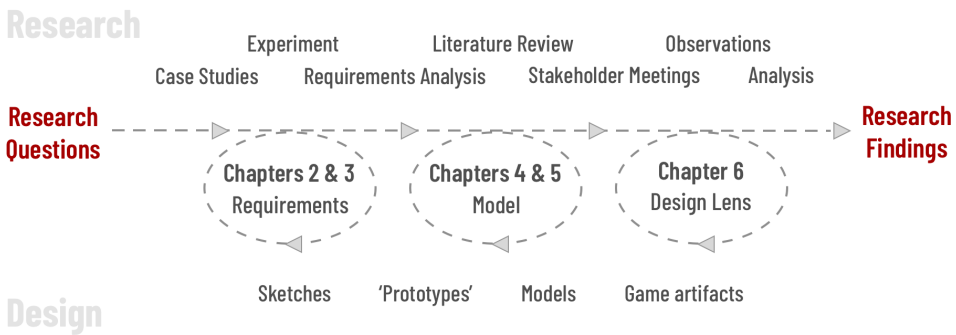 Research
Experiment Literature Review Observations
Case Studies Requirements Analysis Stakeholder Meetings Analysis
Research Questions
Research Findings
Chapters 2 & 3
Requirements
Chapters 4 & 5
Model
Chapter 6
Design Lens
Sketches ‘Prototypes’ Models Game artifacts
Design